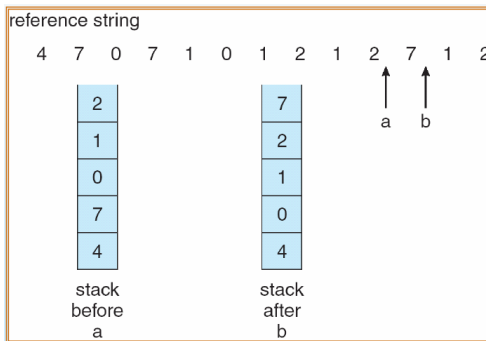 reference string
4 7 0 7 1 0 1 2 1 2 7 1 2
a b
2 7
1 2
0 1
7 0
4 4
stack stack
before after
a b